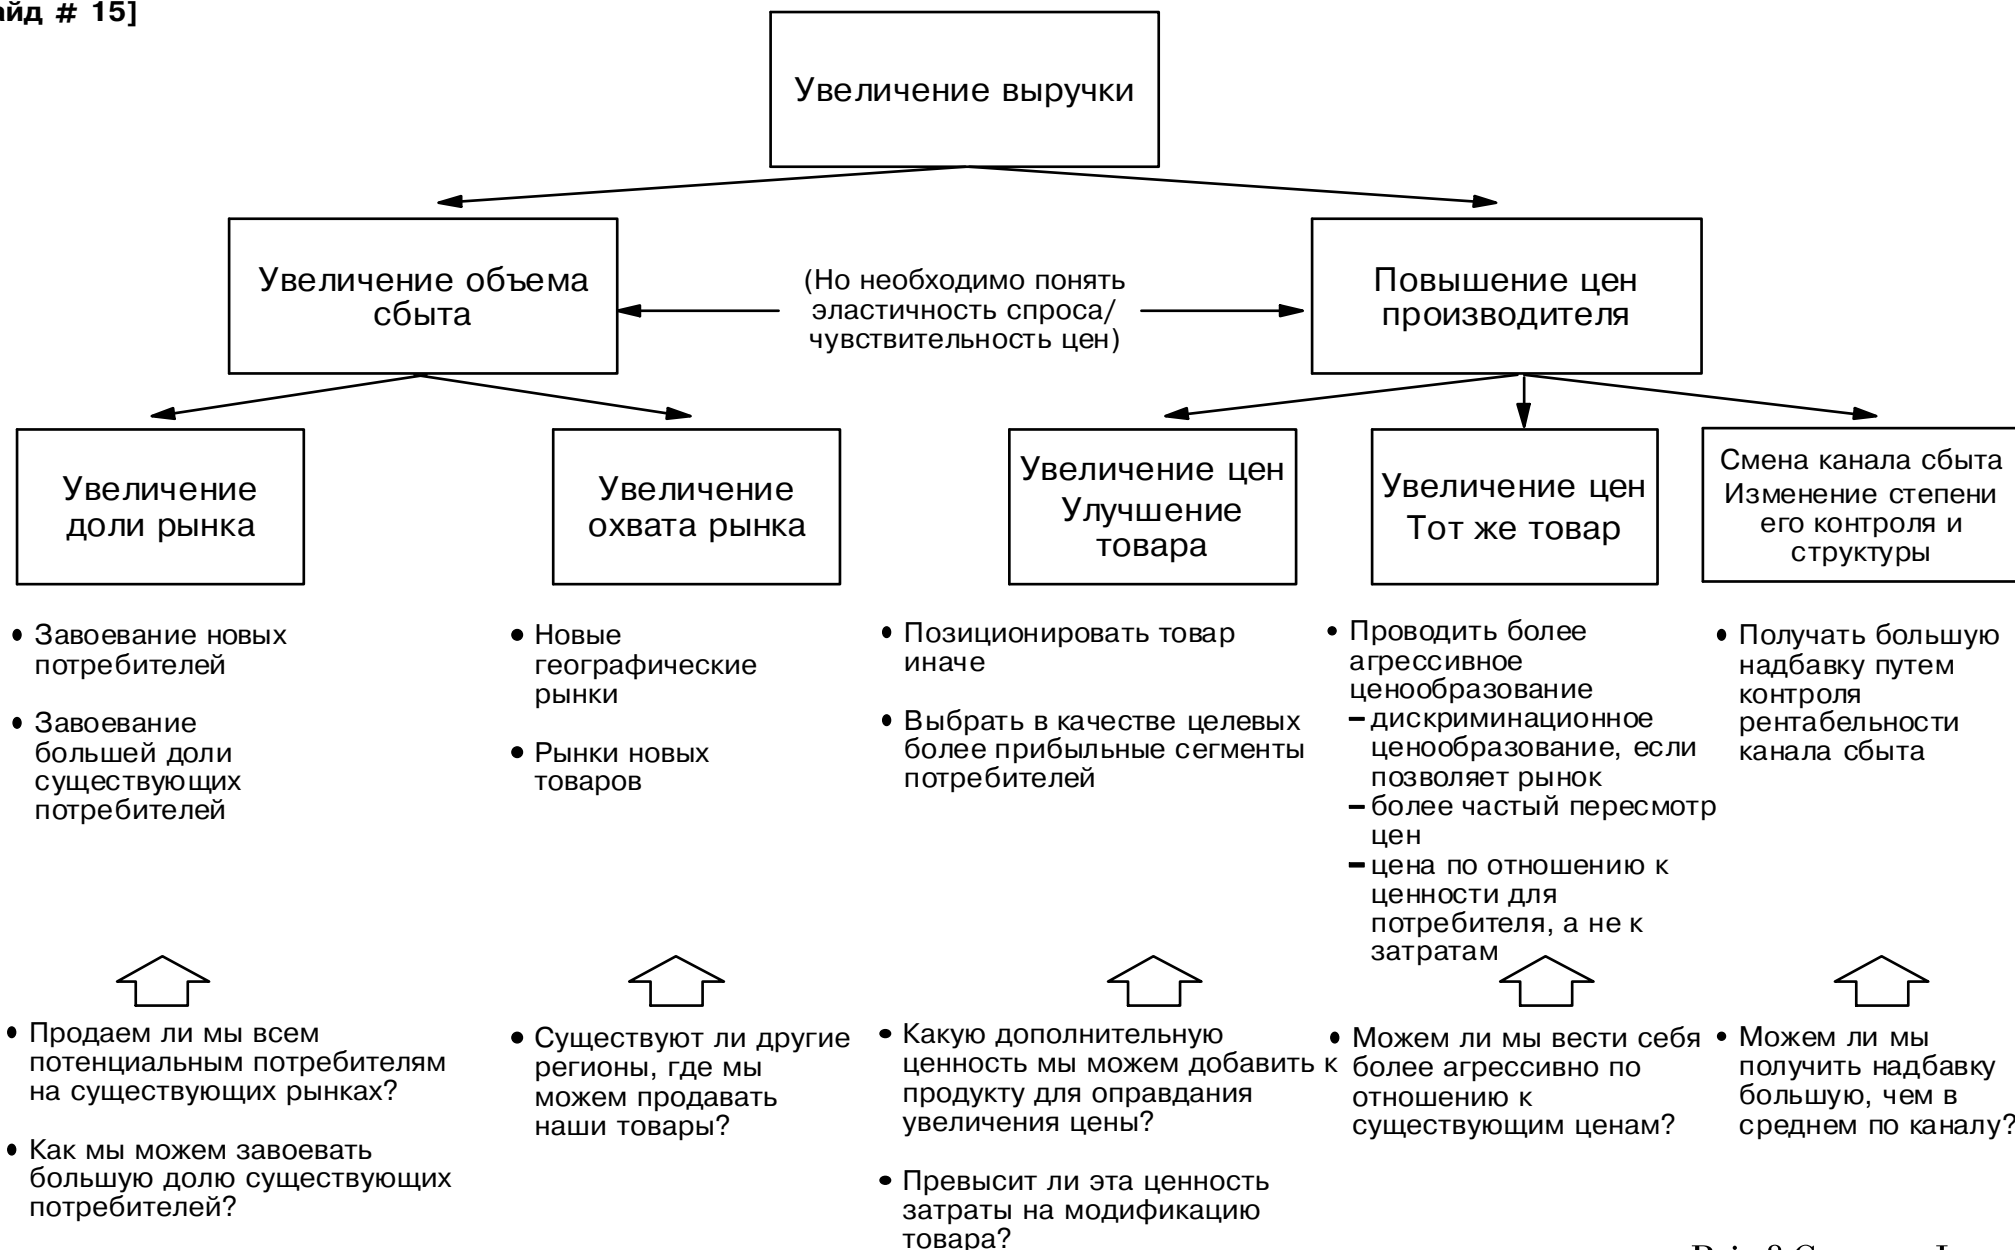 айд # 15]
Увеличение выручки
Увеличение объема
сбыта
(Но необходимо понять
эластичность спроса/
чувствительность цен)
Повышение цен
производителя
Увеличение
доли рынка
Увеличение
охвата рынка
Увеличение цен
Улучшение
товара
Увеличение цен
Тот же товар
Смена канала сбыта
Изменение степени
его контроля и
структуры
• Завоевание новых
потребителей
• Завоевание
большей доли
существующих
потребителей
• Новые
географические
рынки
• Рынки новых
товаров
• Позиционировать товар
иначе
• Выбрать в качестве целевых
более прибыльные сегменты
потребителей
• Проводить более
агрессивное
ценообразование
– дискриминационное
ценообразование, если
позволяет рынок
– более частый пересмотр
цен
– цена по отношению к
ценности для
потребителя, а не к
затратам
• Получать большую
надбавку путем
контроля
рентабельности
канала сбыта
• Продаем ли мы всем
потенциальным потребителям
на существующих рынках?
• Как мы можем завоевать
большую долю существующих
потребителей?
• Существуют ли другие
регионы, где мы
можем продавать
наши товары?
• Какую дополнительную
ценность мы можем добавить к
продукту для оправдания
увеличения цены?
• Превысит ли эта ценность
затраты на модификацию
товара?
• Можем ли мы вести себя
более агрессивно по
отношению к
существующим ценам?
• Можем ли мы
получить надбавку
большую, чем в
среднем по каналу?